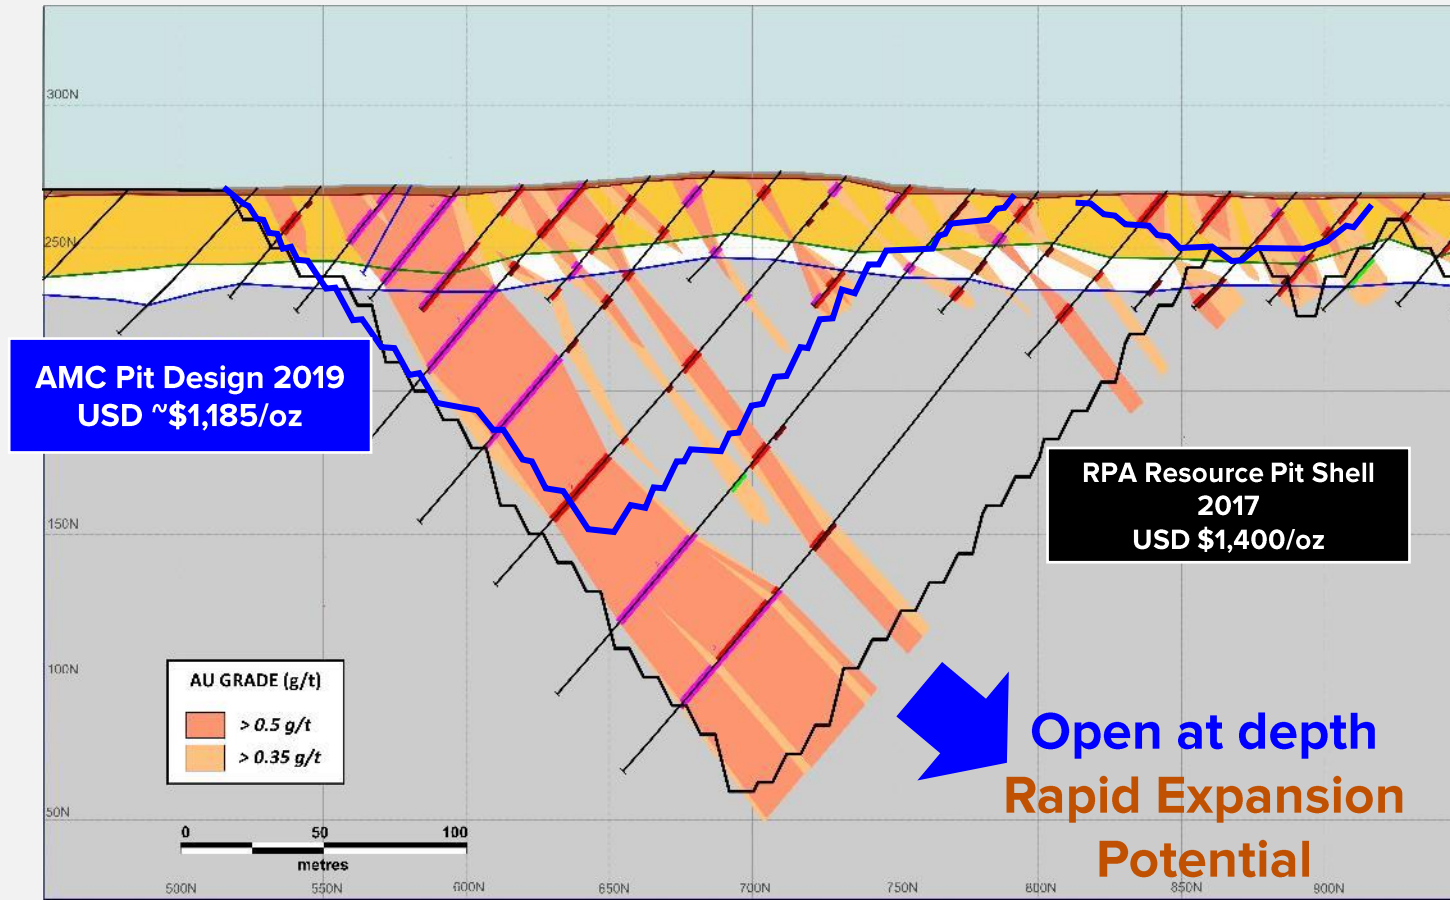 300N
250N
AMC Pit Design 2019
USD ~$1,185/oz
RPA Resource Pit Shell
2017
USD $1,400/oz
150N
100N
50N
AU GRADE (g/t)
> 0.5 g/t
> 0.35 g/t
Open at depth
Rapid Expansion
Potential
0 50 100
metres
500N 550N 600N 650N 700N 750N 800N 850N 900N